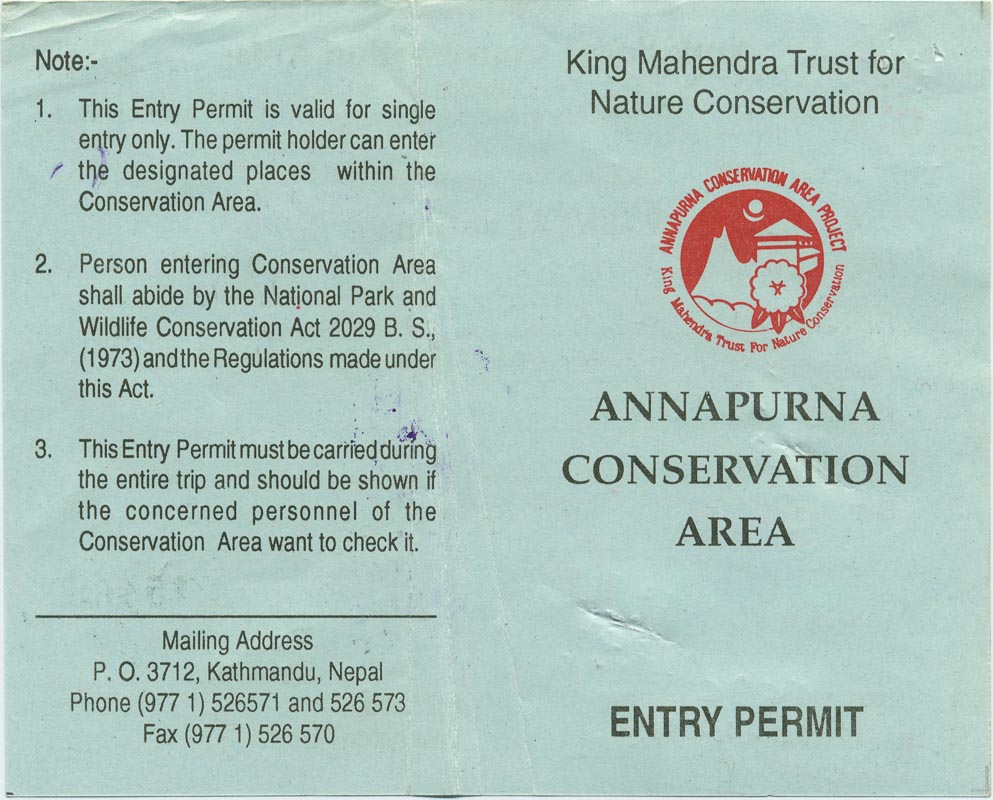 Note:-
1. This Entry Permit is valid for single
entry only. The permit holder can enter
the designated places within the
Conservation Area.
2. Person entering Conservation Area
shall abide by the National Park and
Wildlife Conservation Act 2029 B. S.,
(1973) and the Regulations made under
this Act.
3. This Entry Permit must be carried during
the entire trip and should be shown if
the concerned personnel of the
Conservation Area want to check it.
Mailing Address
P. O. 3712, Kathmandu, Nepal
Phone (977 1) 526571 and 526 573
Fax (977 1) 526 570
King Mahendra Trust for
Nature Conservation
ANNAPURNA CONSERVATION AREA PROJECT
King Mahendra Trust For Nature Conservation
ANNAPURNA
CONSERVATION
AREA
ENTRY PERMIT